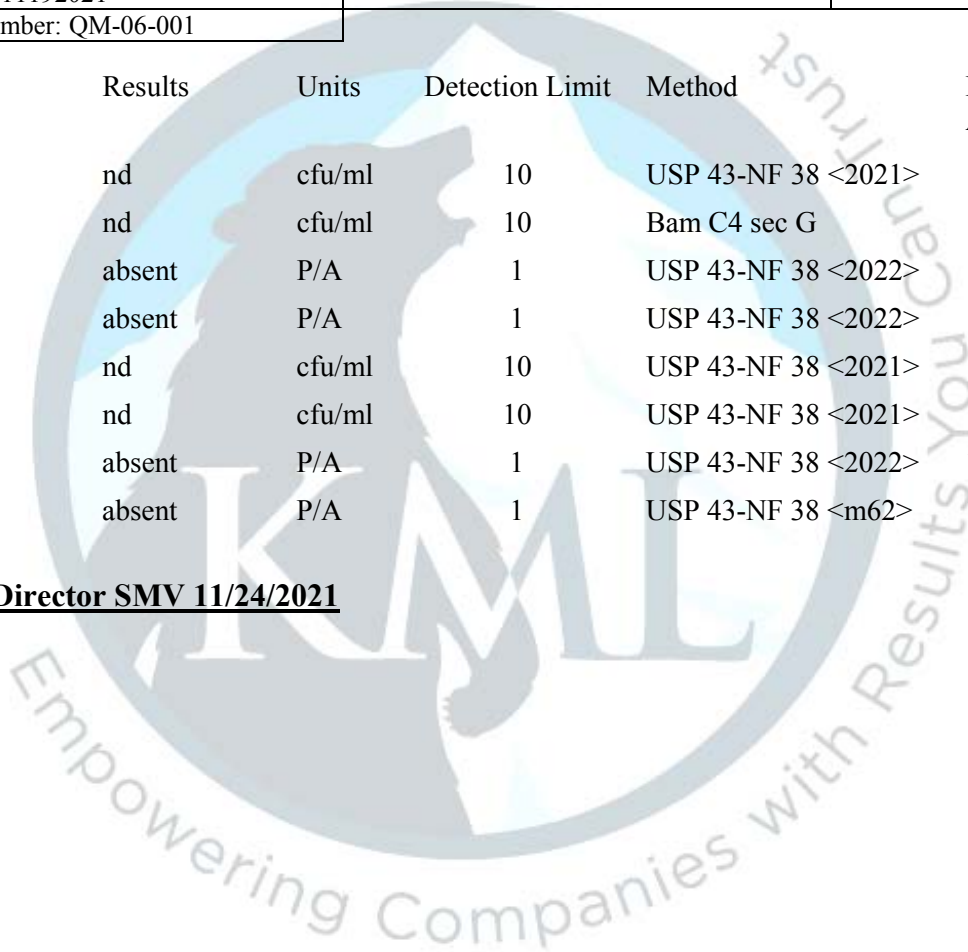 mber: QM-06-001
Results Units Detection Limit Method
nd cfu/ml 10 USP 43-NF 38 <2021>
nd cfu/ml 10 Bam C4 sec G
absent P/A 1 USP 43-NF 38 <2022>
absent P/A 1 USP 43-NF 38 <2022>
nd cfu/ml 10 USP 43-NF 38 <2021>
nd cfu/ml 10 USP 43-NF 38 <2021>
absent P/A 1 USP 43-NF 38 <2022>
absent P/A 1 USP 43-NF 38 <m62>
Director SMV 11/24/2021
KML
Empowering Companies with Results You Can Trust